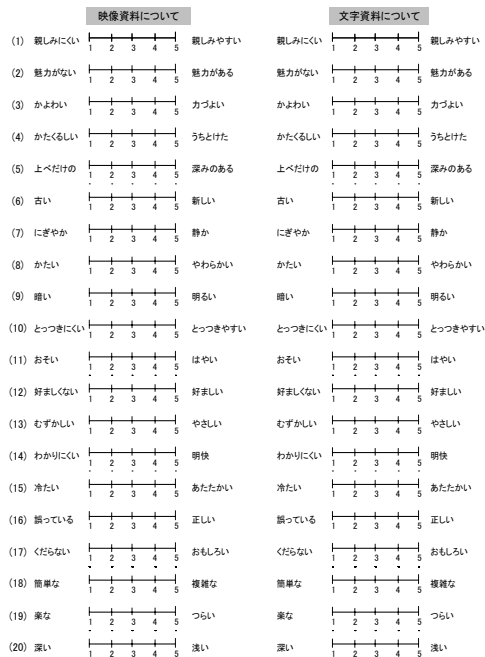 映像資料について 文字資料について
(1) 親しみにくい 親しみやすい 親しみにくい 親しみやすい
1 2 3 4 5 1 2 3 4 5
(2) 魅力がない 魅力がある 魅力がない 魅力がある
1 2 3 4 5 1 2 3 4 5
(3) かよわい 力づよい かよわい 力づよい
1 2 3 4 5 1 2 3 4 5
(4) かたくるしい うちとけた かたくるしい うちとけた
1 2 3 4 5 1 2 3 4 5
(5) 上べだけの 深みのある 上べだけの 深みのある
1 2 3 4 5 1 2 3 4 5
(6) 古い 新しい 古い 新しい
1 2 3 4 5 1 2 3 4 5
(7) にぎやか 静か にぎやか 静か
1 2 3 4 5 1 2 3 4 5
(8) かたい やわらかい かたい やわらかい
1 2 3 4 5 1 2 3 4 5
(9) 暗い 明るい 暗い 明るい
1 2 3 4 5 1 2 3 4 5
(10) とっつきにくい とっつきやすい とっつきにくい とっつきやすい
1 2 3 4 5 1 2 3 4 5
(11) おそい はやい おそい はやい
1 2 3 4 5 1 2 3 4 5
(12) 好ましくない 好ましい 好ましくない 好ましい
1 2 3 4 5 1 2 3 4 5
(13) むずかしい やさしい むずかしい やさしい
1 2 3 4 5 1 2 3 4 5
(14) わかりにくい 明快 わかりにくい 明快
1 2 3 4 5 1 2 3 4 5
(15) 冷たい あたたかい 冷たい あたたかい
1 2 3 4 5 1 2 3 4 5
(16) 誤っている 正しい 誤っている 正しい
1 2 3 4 5 1 2 3 4 5
(17) くだらない おもしろい くだらない おもしろい
1 2 3 4 5 1 2 3 4 5
(18) 簡単な 複雑な 簡単な 複雑な
1 2 3 4 5 1 2 3 4 5
(19) 楽な つらい 楽な つらい
1 2 3 4 5 1 2 3 4 5
(20) 深い 浅い 深い 浅い
1 2 3 4 5 1 2 3 4 5